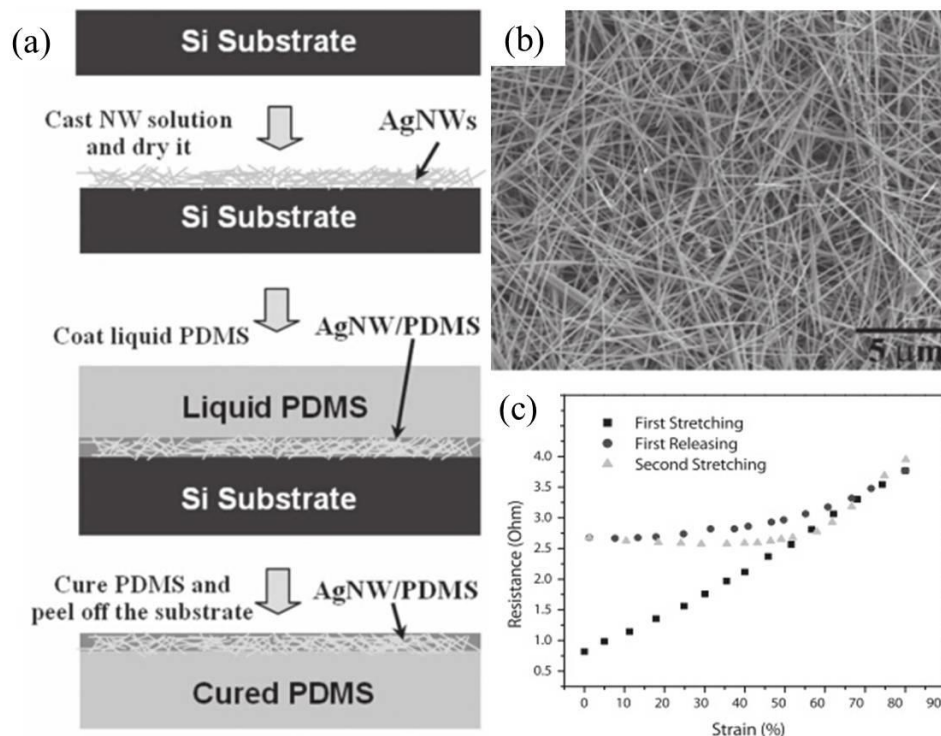 (a)
Si Substrate
Cast NW solution
and dry it
AgNWs
Si Substrate
Coat liquid PDMS
AgNW/PDMS
Liquid PDMS
Si Substrate
Cure PDMS and
peel off the substrate
AgNW/PDMS
Cured PDMS
(b)
5 μm
(c)
First Stretching
First Releasing
Second Stretching
4.0
3.5
3.0
2.5
2.0
1.5
1.0
0.5
Resistance (Ohm)
0 10 20 30 40 50 60 70 80 90
Strain (%)